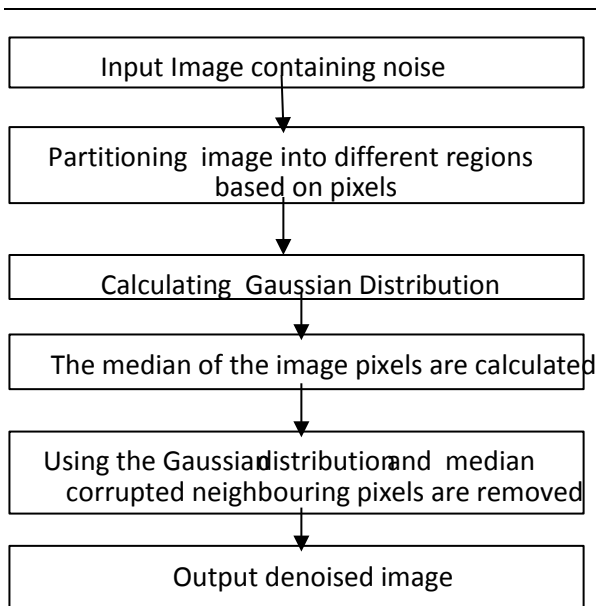 Input Image containing noise
Partitioning image into different regions
based on pixels
Calculating Gaussian Distribution
The median of the image pixels are calculated
Using the Gaussian distribution and median
corrupted neighbouring pixels are removed
Output denoised image